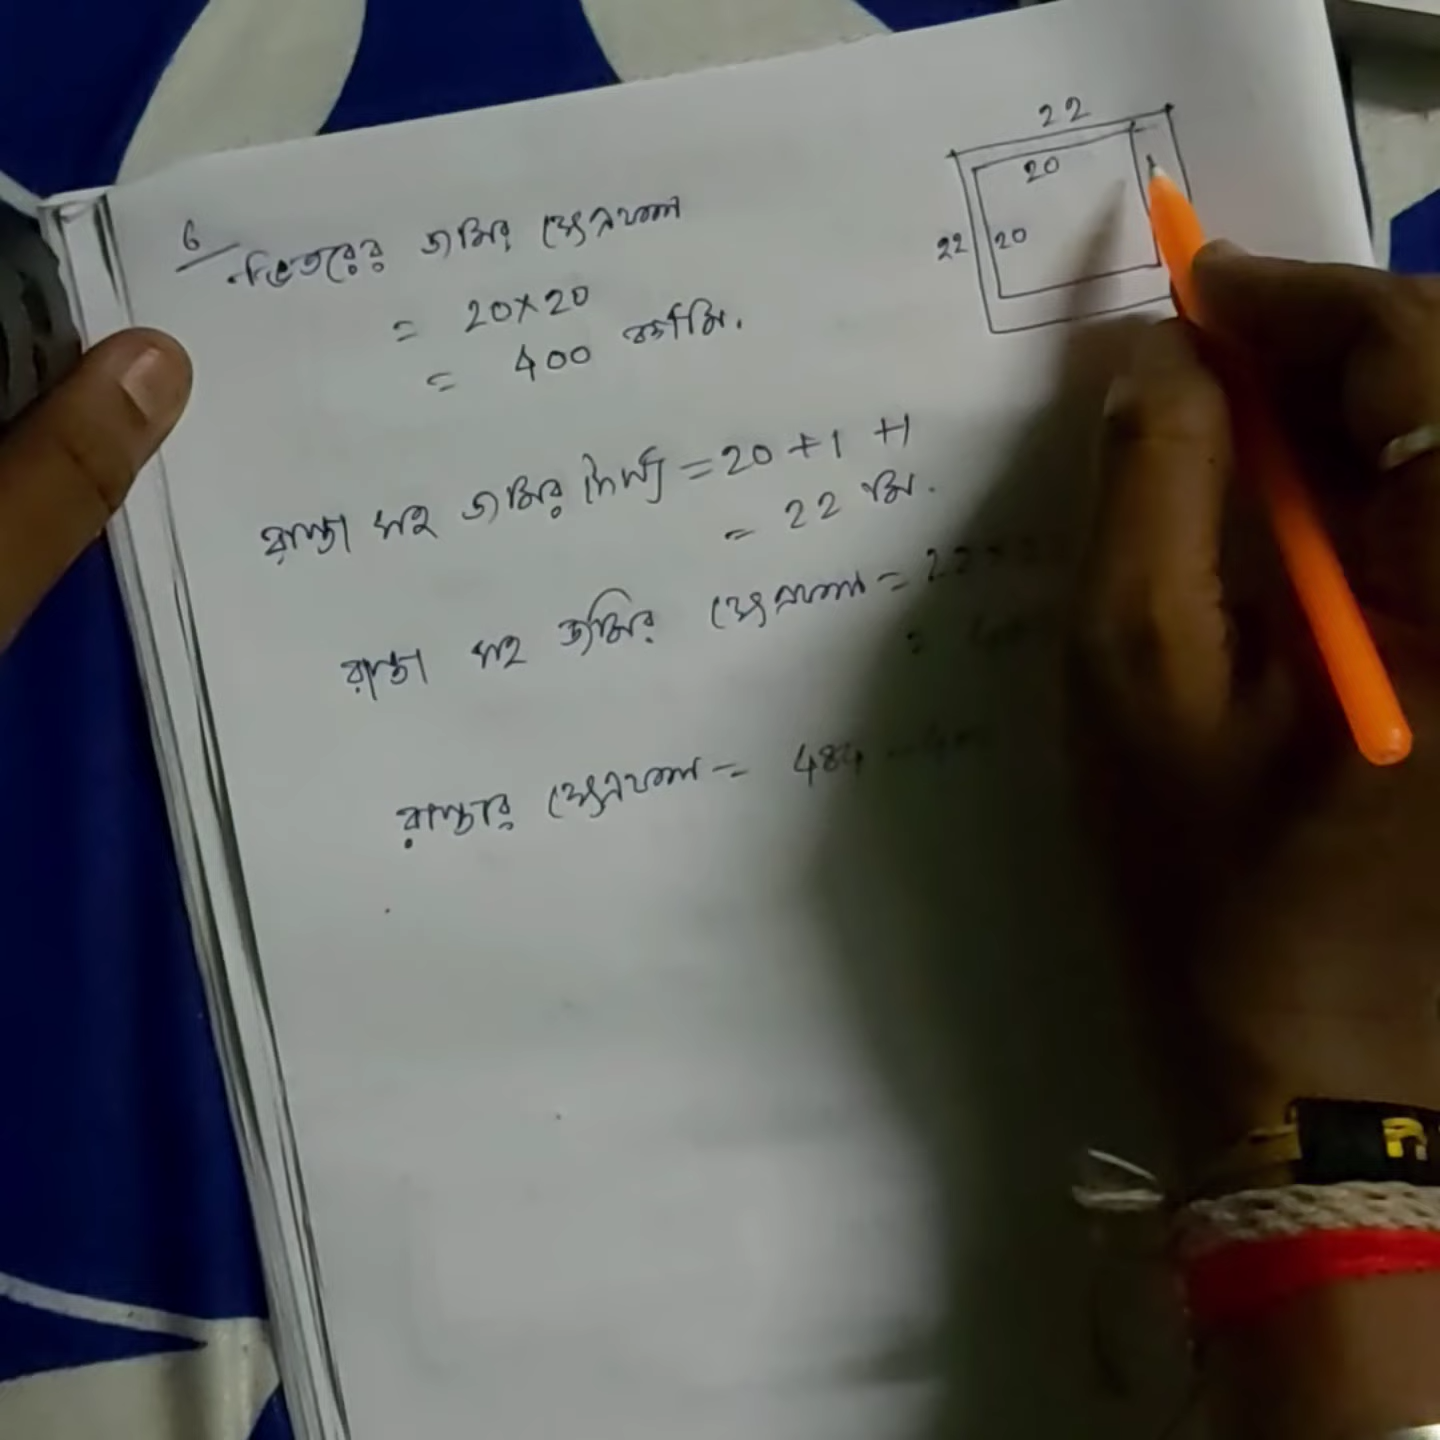 6
ভিতরের জমির ক্ষেত্রফল
= 20×20
= 400 বর্গমি.
রাস্তা সহ জমির দৈর্ঘ্য = 20 + 1 + 1
= 22 মি.
রাস্তা সহ জমির ক্ষেত্রফল = 22
=
রাস্তার ক্ষেত্রফল = 484
22
20
22
20